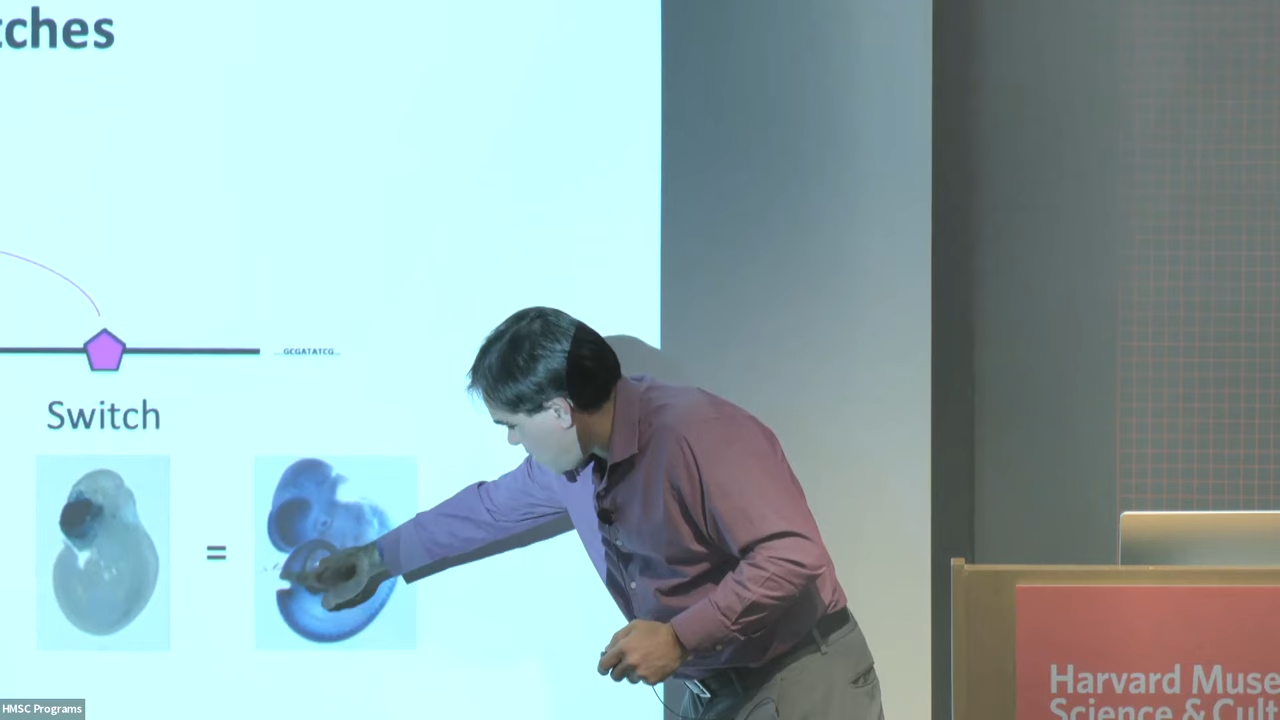 tches
...GCGATATCG...
Switch
=
HMSC Programs
Harvard Muse
Science & Cult